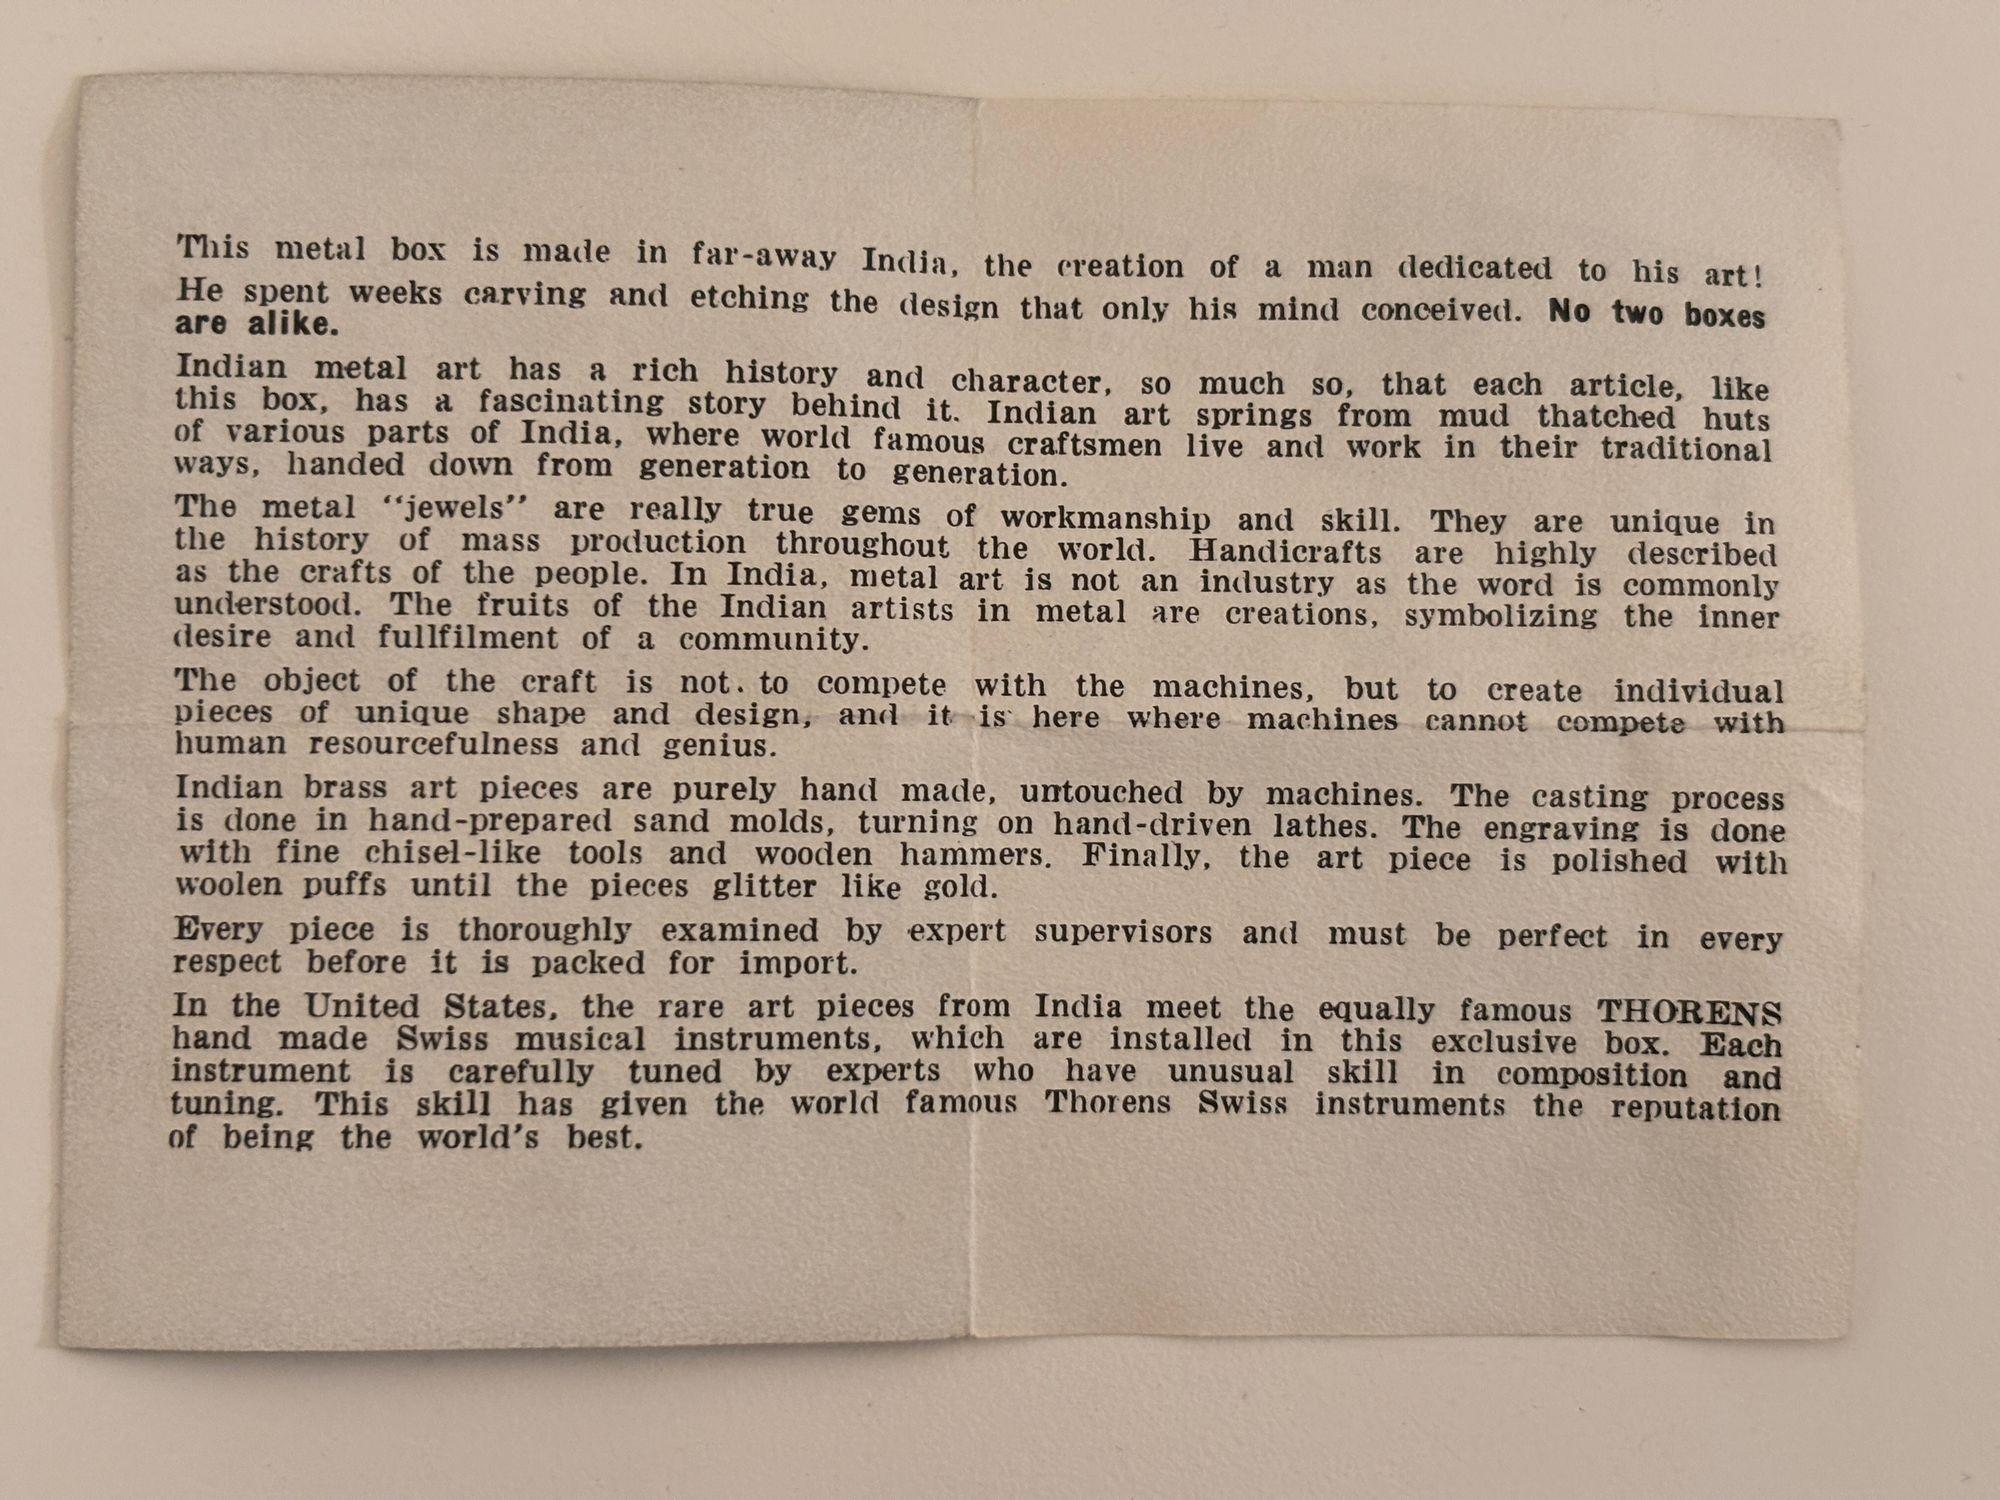 This metal box is made in far-away India, the creation of a man dedicated to his art!
He spent weeks carving and etching the design that only his mind conceived. No two boxes
are alike.
Indian metal art has a rich history and character, so much so, that each article, like
this box, has a fascinating story behind it. Indian art springs from mud thatched huts
of various parts of India, where world famous craftsmen live and work in their traditional
ways, handed down from generation to generation.
The metal “jewels” are really true gems of workmanship and skill. They are unique in
the history of mass production throughout the world. Handicrafts are highly described
as the crafts of the people. In India, metal art is not an industry as the word is commonly
understood. The fruits of the Indian artists in metal are creations, symbolizing the inner
desire and fullfilment of a community.
The object of the craft is not. to compete with the machines, but to create individual
pieces of unique shape and design, and it is here where machines cannot compete with
human resourcefulness and genius.
Indian brass art pieces are purely hand made, untouched by machines. The casting process
is done in hand-prepared sand molds, turning on hand-driven lathes. The engraving is done
with fine chisel-like tools and wooden hammers. Finally, the art piece is polished with
woolen puffs until the pieces glitter like gold.
Every piece is thoroughly examined by expert supervisors and must be perfect in every
respect before it is packed for import.
In the United States, the rare art pieces from India meet the equally famous THORENS
hand made Swiss musical instruments, which are installed in this exclusive box. Each
instrument is carefully tuned by experts who have unusual skill in composition and
tuning. This skill has given the world famous Thorens Swiss instruments the reputation
of being the world's best.